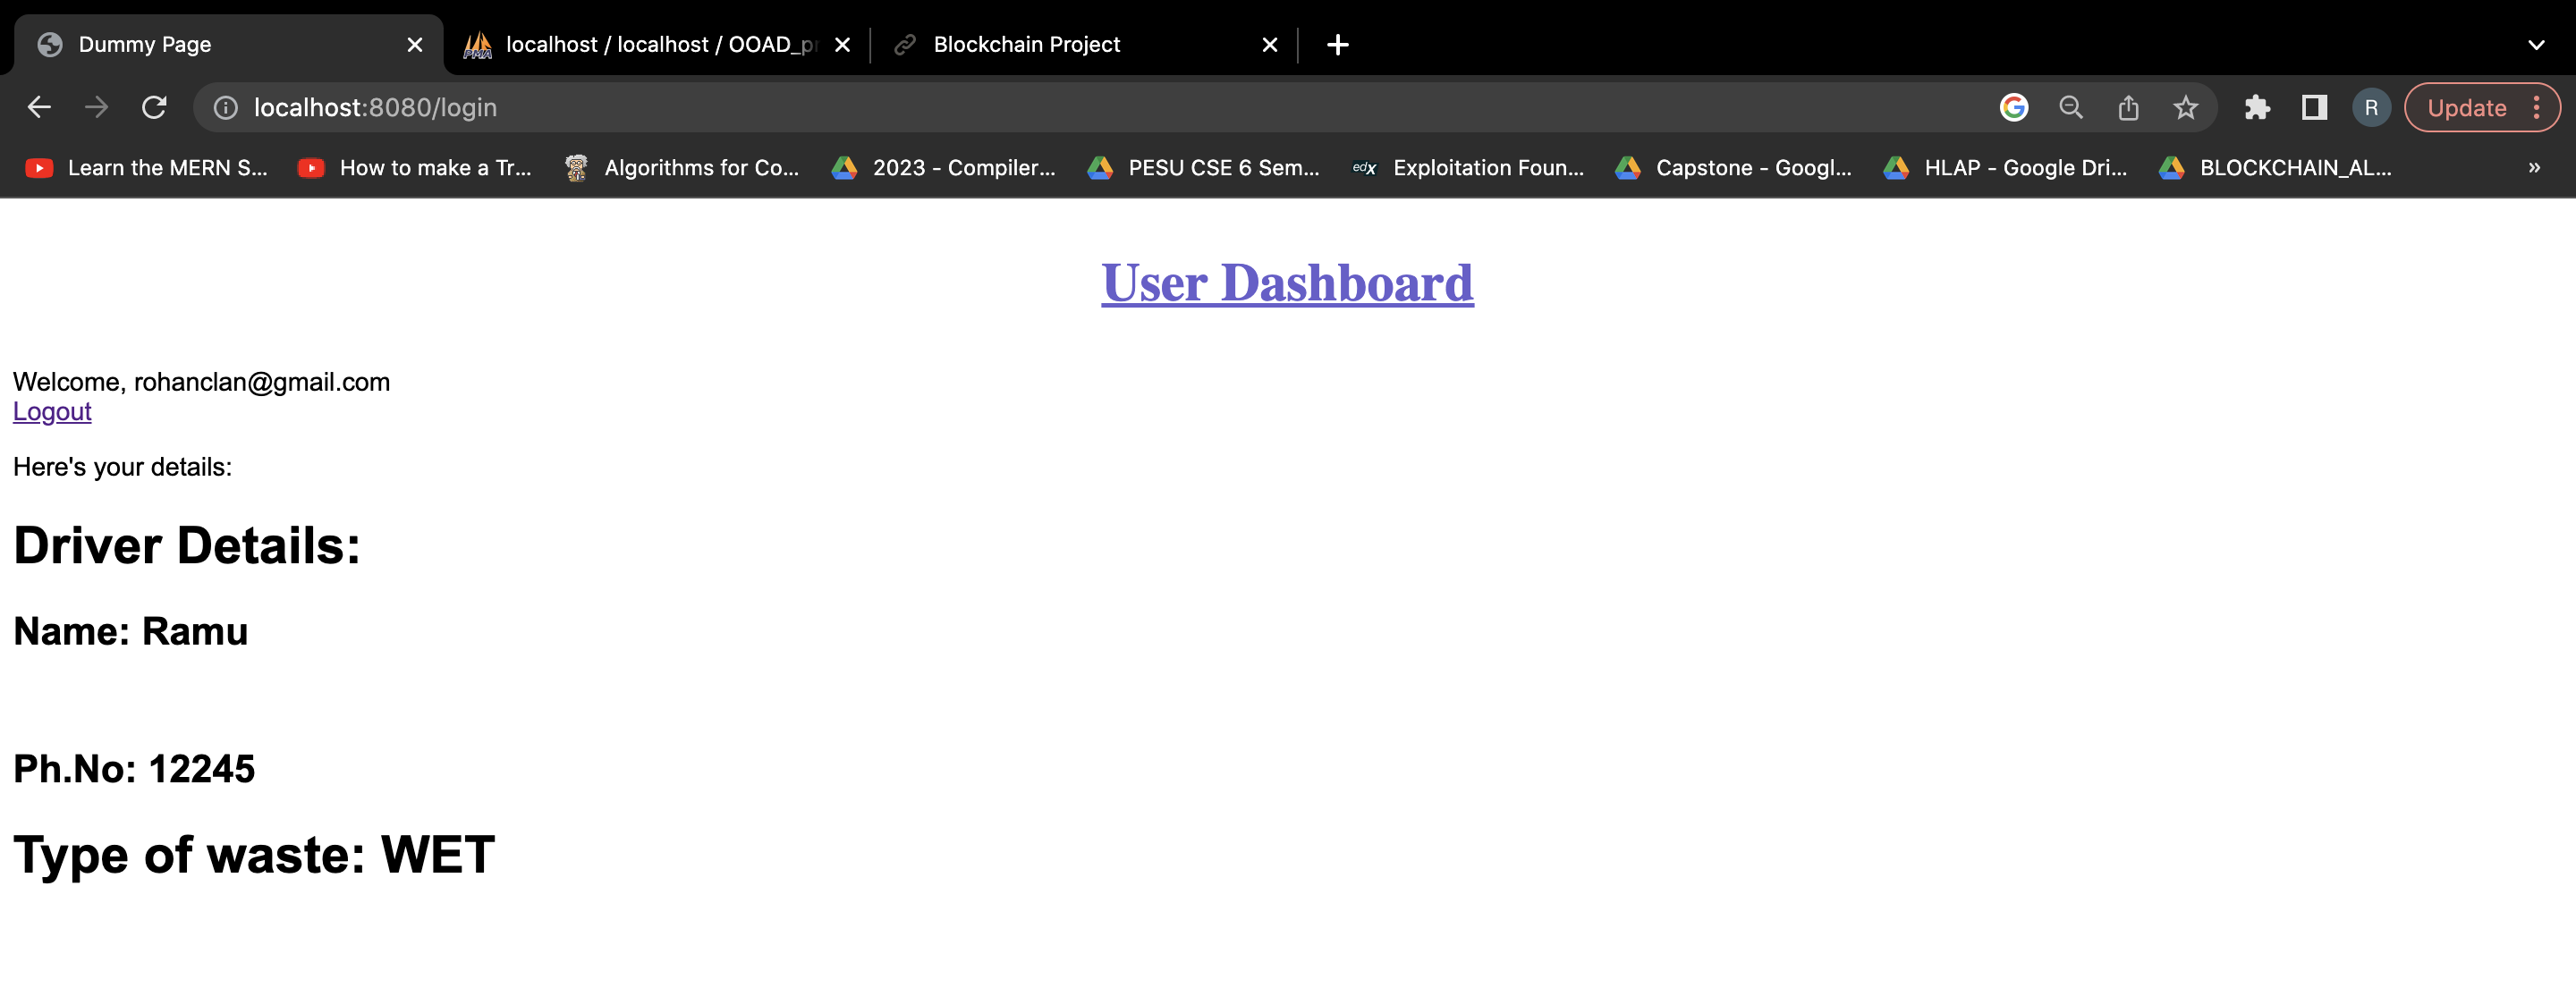 Dummy Page
localhost / localhost / OOAD_pr
Blockchain Project
localhost:8080/login
R
Update
Learn the MERN S...
How to make a Tr...
Algorithms for Co...
2023 - Compiler...
PESU CSE 6 Sem...
edX
Exploitation Foun...
Capstone - Googl...
HLAP - Google Dri...
BLOCKCHAIN_AL...
»
User Dashboard
Welcome, rohanclan@gmail.com
Logout
Here's your details:
Driver Details:
Name: Ramu
Ph.No: 12245
Type of waste: WET